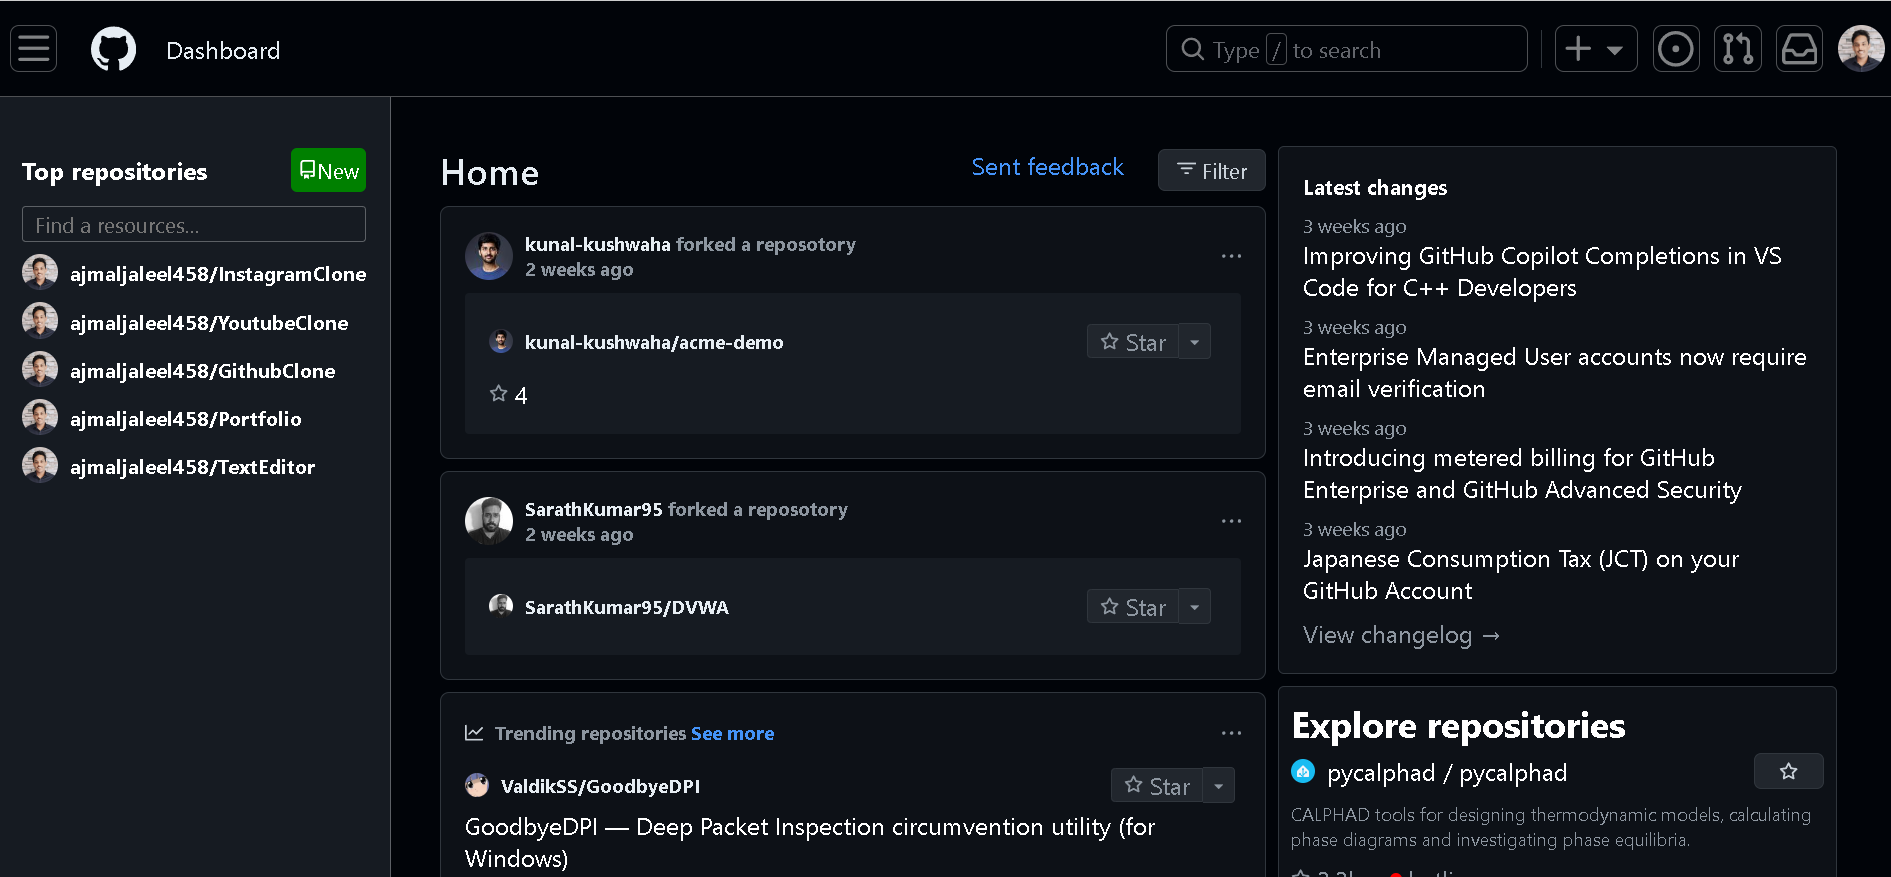 Dashboard
Type / to search
Top repositories
New
Find a resources...
ajmaljaleel458/InstagramClone
ajmaljaleel458/YoutubeClone
ajmaljaleel458/GithubClone
ajmaljaleel458/Portfolio
ajmaljaleel458/TextEditor
Home
Sent feedback
Filter
kunal-kushwaha forked a reposotory
2 weeks ago
kunal-kushwaha/acme-demo
Star
4
SarathKumar95 forked a reposotory
2 weeks ago
SarathKumar95/DVWA
Star
Trending repositories See more
ValdikSS/GoodbyeDPI
Star
GoodbyeDPI — Deep Packet Inspection circumvention utility (for
Windows)
Latest changes
3 weeks ago
Improving GitHub Copilot Completions in VS
Code for C++ Developers
3 weeks ago
Enterprise Managed User accounts now require
email verification
3 weeks ago
Introducing metered billing for GitHub
Enterprise and GitHub Advanced Security
3 weeks ago
Japanese Consumption Tax (JCT) on your
GitHub Account
View changelog →
Explore repositories
pycalphad / pycalphad
CALPHAD tools for designing thermodynamic models, calculating
phase diagrams and investigating phase equilibria.